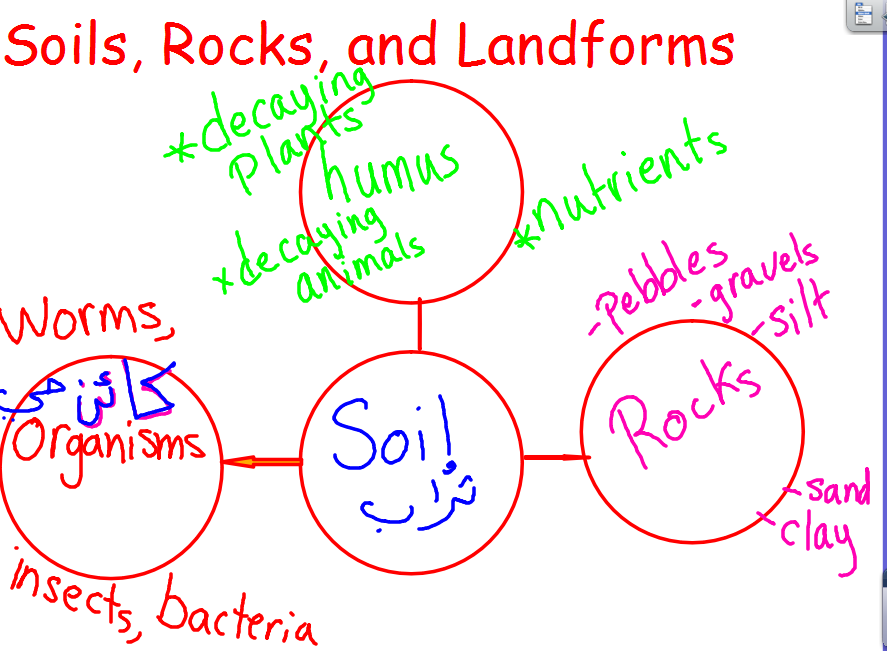 Soils, Rocks, and Landforms
*decaying
Plants
humus
*decaying
animals
*nutrients
-Pebbles
-gravels
-silt
Rocks
-sand
-clay
Worms,
كائن حي
Organisms
insects, bacteria
Soil
تراب